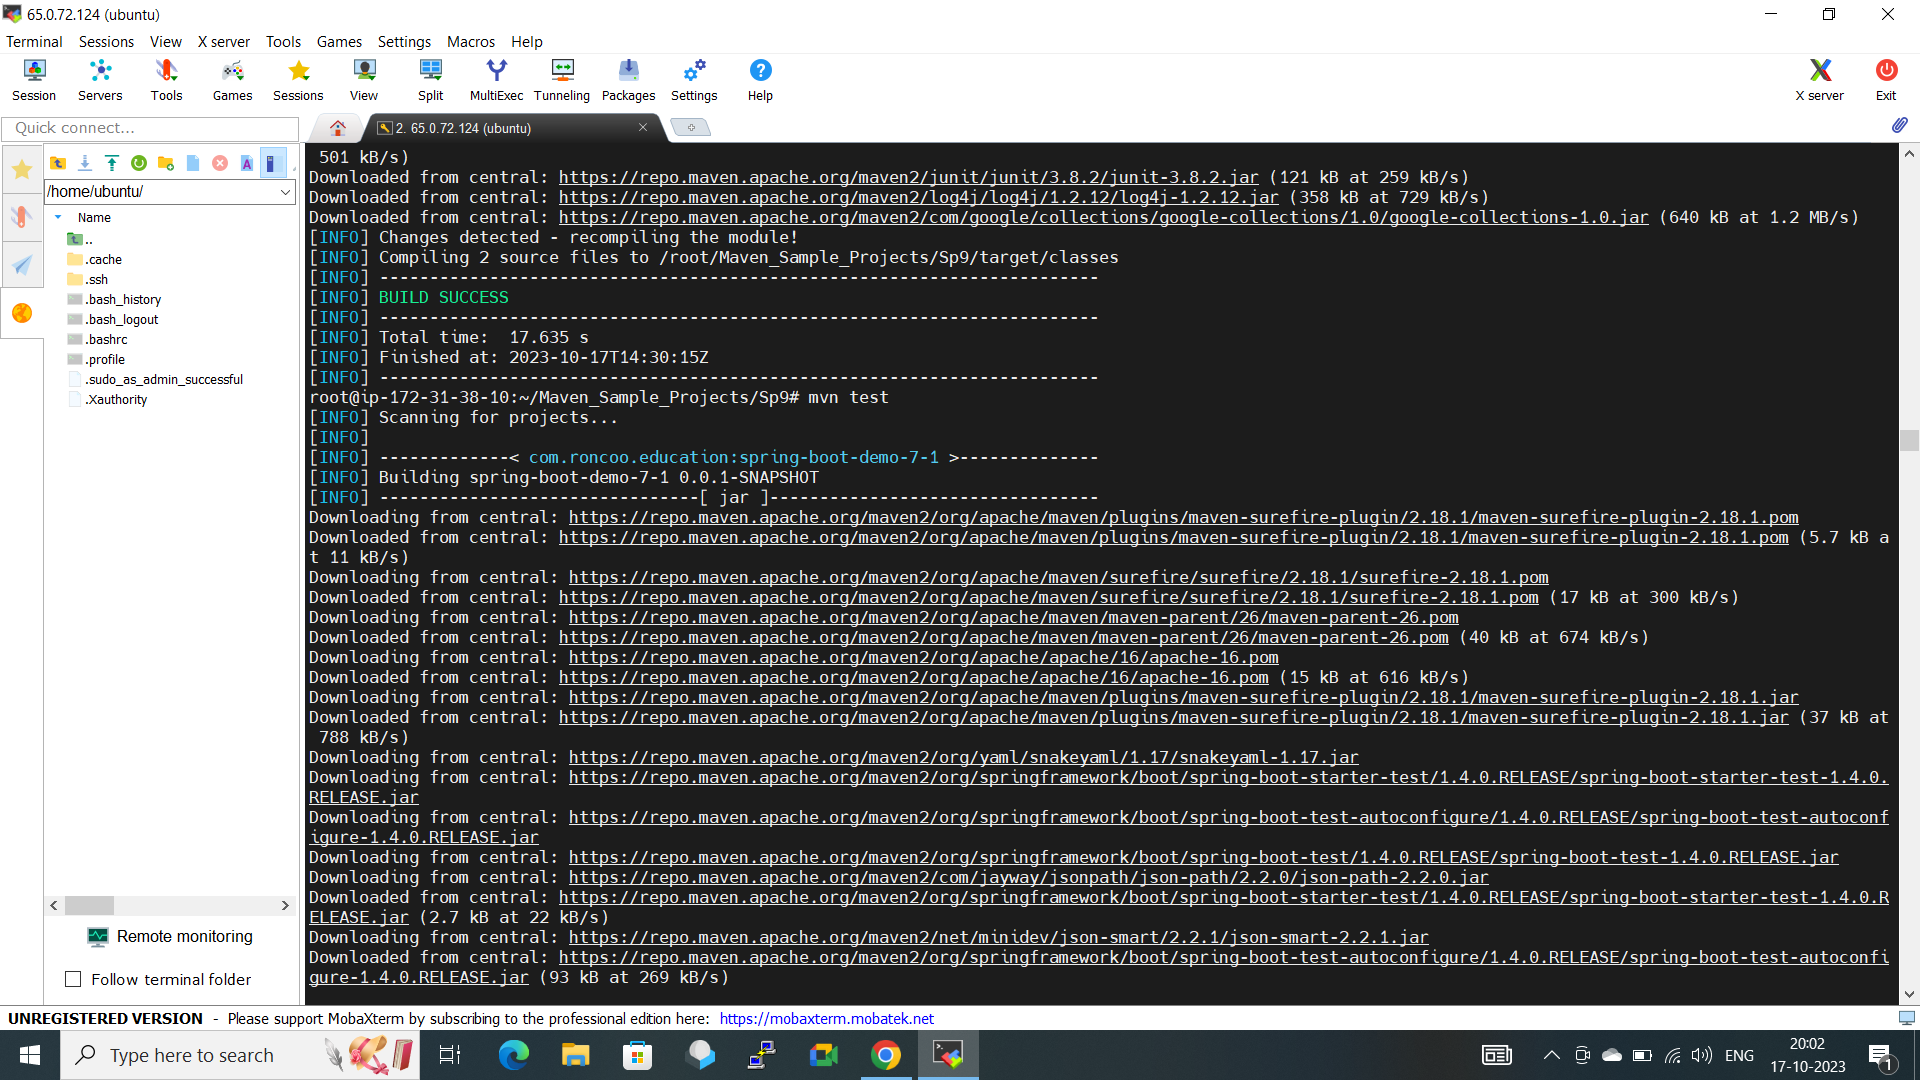 65.0.72.124 (ubuntu)
Terminal Sessions View X server Tools Games Settings Macros Help
Session Servers Tools Games Sessions View Split MultiExec Tunneling Packages Settings Help X server Exit
Quick connect...
2. 65.0.72.124 (ubuntu)
/home/ubuntu/
Name
..
.cache
.ssh
.bash_history
.bash_logout
.bashrc
.profile
.sudo_as_admin_successful
.Xauthority
Remote monitoring
Follow terminal folder
501 kB/s)
Downloaded from central: https://repo.maven.apache.org/maven2/junit/junit/3.8.2/junit-3.8.2.jar (121 kB at 259 kB/s)
Downloaded from central: https://repo.maven.apache.org/maven2/log4j/log4j/1.2.12/log4j-1.2.12.jar (358 kB at 729 kB/s)
Downloaded from central: https://repo.maven.apache.org/maven2/com/google/collections/google-collections/1.0/google-collections-1.0.jar (640 kB at 1.2 MB/s)
[INFO] Changes detected - recompiling the module!
[INFO] Compiling 2 source files to /root/Maven_Sample_Projects/Sp9/target/classes
[INFO] ------------------------------------------------------------------------
[INFO] BUILD SUCCESS
[INFO] ------------------------------------------------------------------------
[INFO] Total time:  17.635 s
[INFO] Finished at: 2023-10-17T14:30:15Z
[INFO] ------------------------------------------------------------------------
root@ip-172-31-38-10:~/Maven_Sample_Projects/Sp9# mvn test
[INFO] Scanning for projects...
[INFO]
[INFO] -------------< com.roncoo.education:spring-boot-demo-7-1 >--------------
[INFO] Building spring-boot-demo-7-1 0.0.1-SNAPSHOT
[INFO] --------------------------------[ jar ]---------------------------------
Downloading from central: https://repo.maven.apache.org/maven2/org/apache/maven/plugins/maven-surefire-plugin/2.18.1/maven-surefire-plugin-2.18.1.pom
Downloaded from central: https://repo.maven.apache.org/maven2/org/apache/maven/plugins/maven-surefire-plugin/2.18.1/maven-surefire-plugin-2.18.1.pom (5.7 kB a
t 11 kB/s)
Downloading from central: https://repo.maven.apache.org/maven2/org/apache/maven/surefire/surefire/2.18.1/surefire-2.18.1.pom
Downloaded from central: https://repo.maven.apache.org/maven2/org/apache/maven/surefire/surefire/2.18.1/surefire-2.18.1.pom (17 kB at 300 kB/s)
Downloading from central: https://repo.maven.apache.org/maven2/org/apache/maven/maven-parent/26/maven-parent-26.pom
Downloaded from central: https://repo.maven.apache.org/maven2/org/apache/maven/maven-parent/26/maven-parent-26.pom (40 kB at 674 kB/s)
Downloading from central: https://repo.maven.apache.org/maven2/org/apache/apache/16/apache-16.pom
Downloaded from central: https://repo.maven.apache.org/maven2/org/apache/apache/16/apache-16.pom (15 kB at 616 kB/s)
Downloading from central: https://repo.maven.apache.org/maven2/org/apache/maven/plugins/maven-surefire-plugin/2.18.1/maven-surefire-plugin-2.18.1.jar
Downloaded from central: https://repo.maven.apache.org/maven2/org/apache/maven/plugins/maven-surefire-plugin/2.18.1/maven-surefire-plugin-2.18.1.jar (37 kB at
788 kB/s)
Downloading from central: https://repo.maven.apache.org/maven2/org/yaml/snakeyaml/1.17/snakeyaml-1.17.jar
Downloading from central: https://repo.maven.apache.org/maven2/org/springframework/boot/spring-boot-starter-test/1.4.0.RELEASE/spring-boot-starter-test-1.4.0.
RELEASE.jar
Downloading from central: https://repo.maven.apache.org/maven2/org/springframework/boot/spring-boot-test-autoconfigure/1.4.0.RELEASE/spring-boot-test-autoconf
igure-1.4.0.RELEASE.jar
Downloading from central: https://repo.maven.apache.org/maven2/org/springframework/boot/spring-boot-test/1.4.0.RELEASE/spring-boot-test-1.4.0.RELEASE.jar
Downloading from central: https://repo.maven.apache.org/maven2/com/jayway/jsonpath/json-path/2.2.0/json-path-2.2.0.jar
Downloaded from central: https://repo.maven.apache.org/maven2/org/springframework/boot/spring-boot-starter-test/1.4.0.RELEASE/spring-boot-starter-test-1.4.0.R
ELEASE.jar (2.7 kB at 22 kB/s)
Downloading from central: https://repo.maven.apache.org/maven2/net/minidev/json-smart/2.2.1/json-smart-2.2.1.jar
Downloaded from central: https://repo.maven.apache.org/maven2/org/springframework/boot/spring-boot-test-autoconfigure/1.4.0.RELEASE/spring-boot-test-autoconfi
gure-1.4.0.RELEASE.jar (93 kB at 269 kB/s)
UNREGISTERED VERSION - Please support MobaXterm by subscribing to the professional edition here: https://mobaxterm.mobatek.net
Type here to search
ENG
20:02
17-10-2023
1